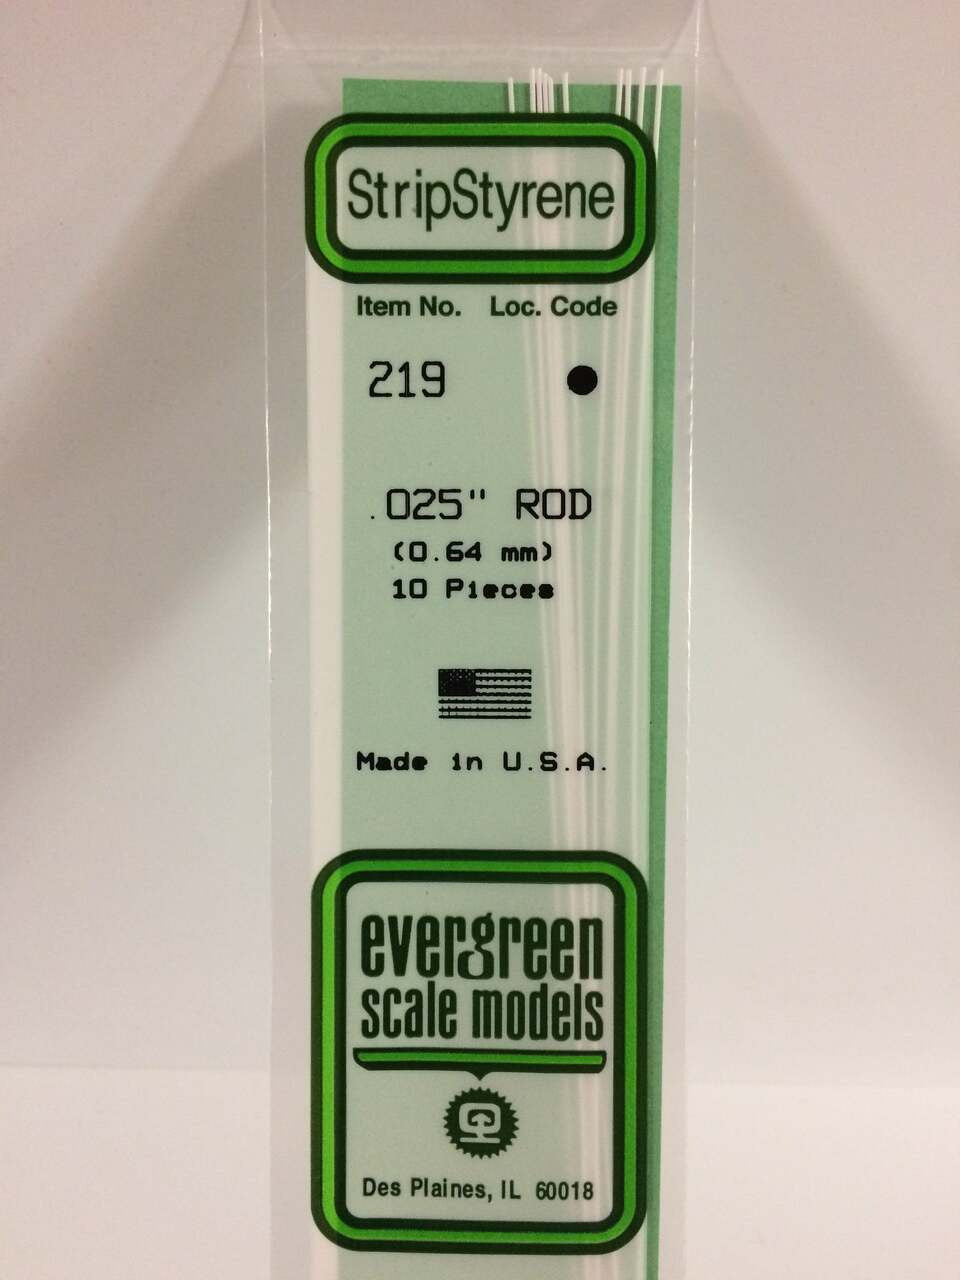 StripStyrene
Item No. Loc. Code
219
.025" ROD
(0.64 mm)
10 Pieces
Made in U.S.A.
evergreen
scale models
Des Plaines, IL 60018